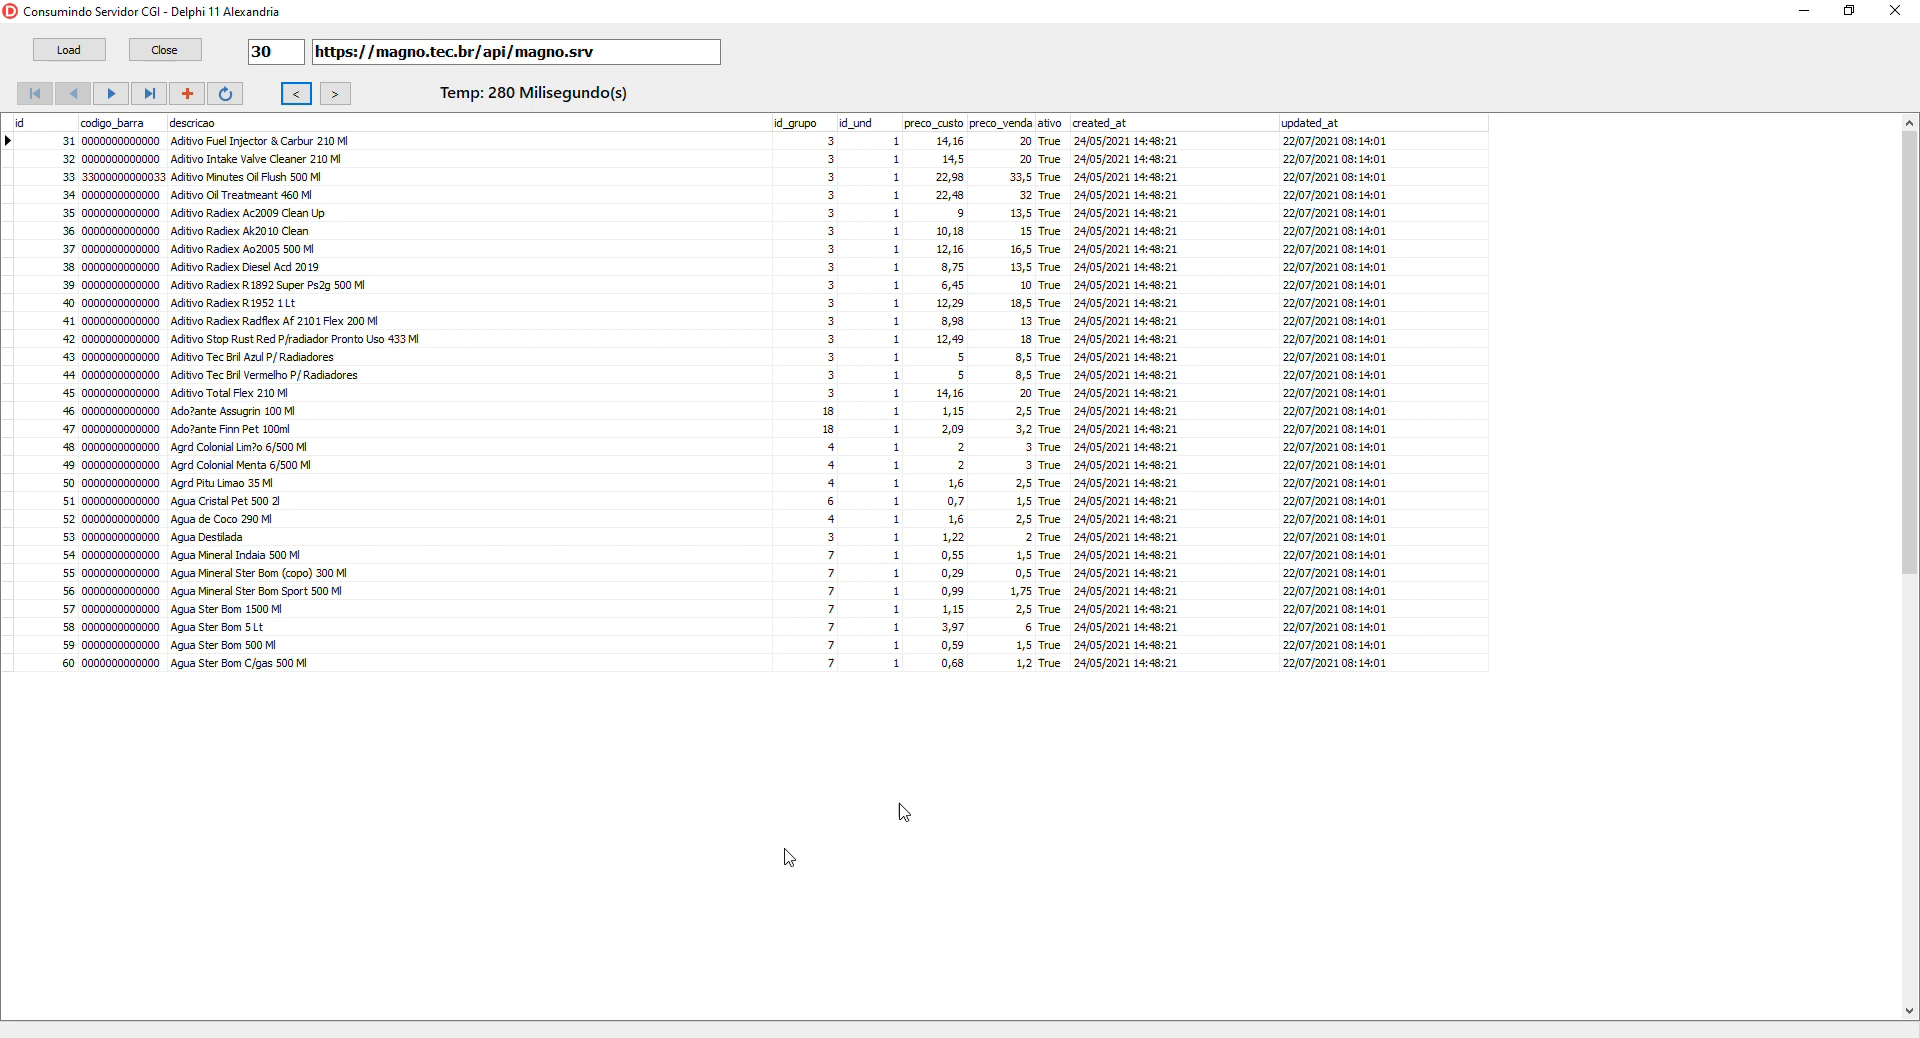 Consumindo Servidor CGI - Delphi 11 Alexandria
Load Close 30 https://magno.tec.br/api/magno.srv
< > Temp: 280 Milisegundo(s)
id codigo_barra descricao id_grupo id_und preco_custo preco_venda ativo created_at updated_at
31 0000000000000 Aditivo Fuel Injector & Carbur 210 Ml 3 1 14,16 20 True 24/05/2021 14:48:21 22/07/2021 08:14:01
32 0000000000000 Aditivo Intake Valve Cleaner 210 Ml 3 1 14,5 20 True 24/05/2021 14:48:21 22/07/2021 08:14:01
33 33000000000033 Aditivo Minutes Oil Flush 500 Ml 3 1 22,98 33,5 True 24/05/2021 14:48:21 22/07/2021 08:14:01
34 0000000000000 Aditivo Oil Treatmeant 460 Ml 3 1 22,48 32 True 24/05/2021 14:48:21 22/07/2021 08:14:01
35 0000000000000 Aditivo Radiex Ac2009 Clean Up 3 1 9 13,5 True 24/05/2021 14:48:21 22/07/2021 08:14:01
36 0000000000000 Aditivo Radiex Ak2010 Clean 3 1 10,18 15 True 24/05/2021 14:48:21 22/07/2021 08:14:01
37 0000000000000 Aditivo Radiex Ao2005 500 Ml 3 1 12,16 16,5 True 24/05/2021 14:48:21 22/07/2021 08:14:01
38 0000000000000 Aditivo Radiex Diesel Acd 2019 3 1 8,75 13,5 True 24/05/2021 14:48:21 22/07/2021 08:14:01
39 0000000000000 Aditivo Radiex R1892 Super Ps2g 500 Ml 3 1 6,45 10 True 24/05/2021 14:48:21 22/07/2021 08:14:01
40 0000000000000 Aditivo Radiex R1952 1 Lt 3 1 12,29 18,5 True 24/05/2021 14:48:21 22/07/2021 08:14:01
41 0000000000000 Aditivo Radiex Radflex Af 2101 Flex 200 Ml 3 1 8,98 13 True 24/05/2021 14:48:21 22/07/2021 08:14:01
42 0000000000000 Aditivo Stop Rust Red P/radiador Pronto Uso 433 Ml 3 1 12,49 18 True 24/05/2021 14:48:21 22/07/2021 08:14:01
43 0000000000000 Aditivo Tec Bril Azul P/ Radiadores 3 1 5 8,5 True 24/05/2021 14:48:21 22/07/2021 08:14:01
44 0000000000000 Aditivo Tec Bril Vermelho P/ Radiadores 3 1 5 8,5 True 24/05/2021 14:48:21 22/07/2021 08:14:01
45 0000000000000 Aditivo Total Flex 210 Ml 3 1 14,16 20 True 24/05/2021 14:48:21 22/07/2021 08:14:01
46 0000000000000 Ado?ante Assugrin 100 Ml 18 1 1,15 2,5 True 24/05/2021 14:48:21 22/07/2021 08:14:01
47 0000000000000 Ado?ante Finn Pet 100ml 18 1 2,09 3,2 True 24/05/2021 14:48:21 22/07/2021 08:14:01
48 0000000000000 Agrd Colonial Lim?o 6/500 Ml 4 1 2 3 True 24/05/2021 14:48:21 22/07/2021 08:14:01
49 0000000000000 Agrd Colonial Menta 6/500 Ml 4 1 2 3 True 24/05/2021 14:48:21 22/07/2021 08:14:01
50 0000000000000 Agrd Pitu Limao 35 Ml 4 1 1,6 2,5 True 24/05/2021 14:48:21 22/07/2021 08:14:01
51 0000000000000 Agua Cristal Pet 500 2l 6 1 0,7 1,5 True 24/05/2021 14:48:21 22/07/2021 08:14:01
52 0000000000000 Agua de Coco 290 Ml 4 1 1,6 2,5 True 24/05/2021 14:48:21 22/07/2021 08:14:01
53 0000000000000 Agua Destilada 3 1 1,22 2 True 24/05/2021 14:48:21 22/07/2021 08:14:01
54 0000000000000 Agua Mineral Indaia 500 Ml 7 1 0,55 1,5 True 24/05/2021 14:48:21 22/07/2021 08:14:01
55 0000000000000 Agua Mineral Ster Bom (copo) 300 Ml 7 1 0,29 0,5 True 24/05/2021 14:48:21 22/07/2021 08:14:01
56 0000000000000 Agua Mineral Ster Bom Sport 500 Ml 7 1 0,99 1,75 True 24/05/2021 14:48:21 22/07/2021 08:14:01
57 0000000000000 Agua Ster Bom 1500 Ml 7 1 1,15 2,5 True 24/05/2021 14:48:21 22/07/2021 08:14:01
58 0000000000000 Agua Ster Bom 5 Lt 7 1 3,97 6 True 24/05/2021 14:48:21 22/07/2021 08:14:01
59 0000000000000 Agua Ster Bom 500 Ml 7 1 0,59 1,5 True 24/05/2021 14:48:21 22/07/2021 08:14:01
60 0000000000000 Agua Ster Bom C/gas 500 Ml 7 1 0,68 1,2 True 24/05/2021 14:48:21 22/07/2021 08:14:01